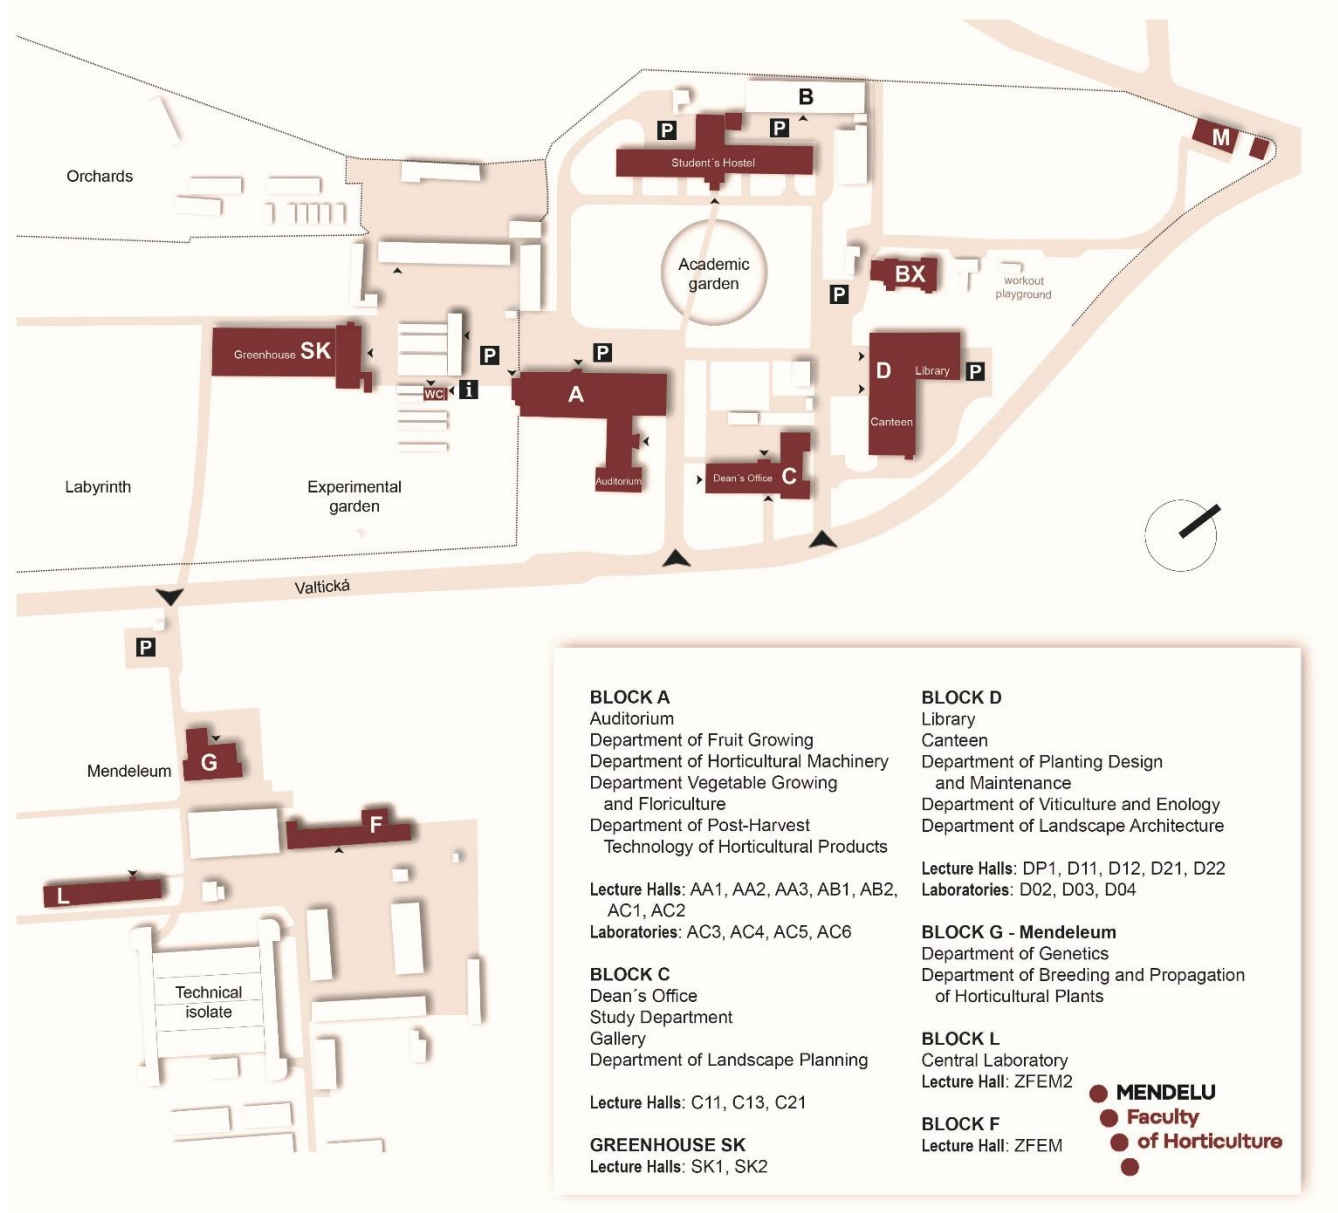 B
P
P
M
Student´s Hostel
Orchards
Academic
garden
BX
workout
playground
P
Greenhouse SK
P
P
D
Library
P
WC
i
A
Canteen
Auditorium
Dean´s Office
C
Labyrinth
Experimental
garden
Valtická
P
Mendeleum
G
F
L
Technical
isolate
BLOCK A
Auditorium
Department of Fruit Growing
Department of Horticultural Machinery
Department Vegetable Growing
and Floriculture
Department of Post-Harvest
Technology of Horticultural Products
Lecture Halls: AA1, AA2, AA3, AB1, AB2,
AC1, AC2
Laboratories: AC3, AC4, AC5, AC6
BLOCK C
Dean´s Office
Study Department
Gallery
Department of Landscape Planning
Lecture Halls: C11, C13, C21
GREENHOUSE SK
Lecture Halls: SK1, SK2
BLOCK D
Library
Canteen
Department of Planting Design
and Maintenance
Department of Viticulture and Enology
Department of Landscape Architecture
Lecture Halls: DP1, D11, D12, D21, D22
Laboratories: D02, D03, D04
BLOCK G - Mendeleum
Department of Genetics
Department of Breeding and Propagation
of Horticultural Plants
BLOCK L
Central Laboratory
Lecture Hall: ZFEM2
BLOCK F
Lecture Hall: ZFEM
MENDELU
Faculty
of Horticulture